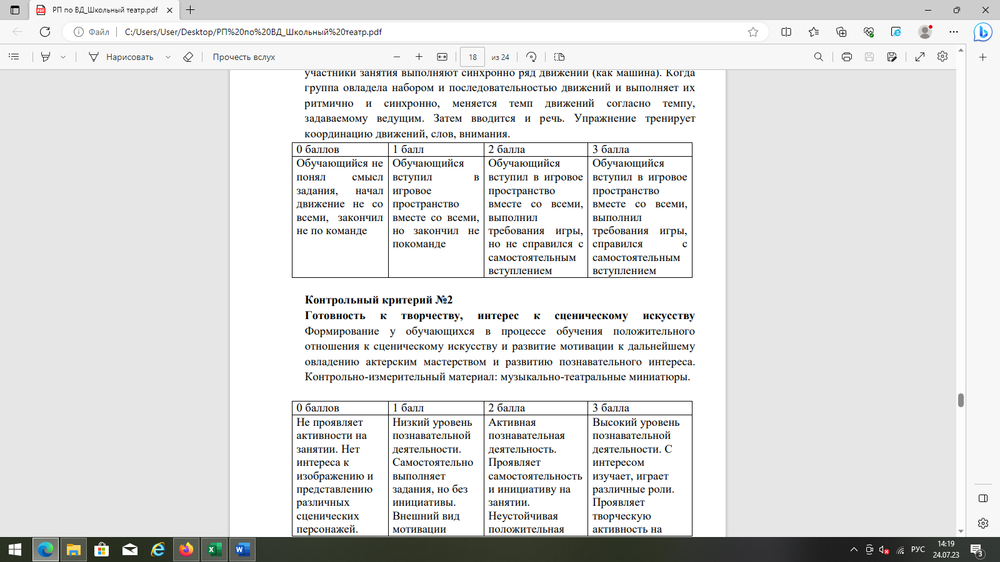 РП по ВД_Школьный театр.pdf
Файл
C:/Users/User/Desktop/РП%20по%20ВД_Школьный%20театр.pdf
Нарисовать
Прочесть вслух
18
из 24
участники занятия выполняют синхронно ряд движений (как машина). Когда
группа овладела набором и последовательностью движений и выполняет их
ритмично и синхронно, меняется темп движений согласно темпу,
задаваемому ведущим. Затем вводится и речь. Упражнение тренирует
координацию движений, слов, внимания.
0 баллов
Обучающийся не
понял смысл
задания, начал
движение не со
всеми, закончил
не по команде
1 балл
Обучающийся
вступил в
игровое
пространство
вместе со всеми,
но закончил не
покоманде
2 балла
Обучающийся
вступил в игровое
пространство
вместе со всеми,
выполнил
требования игры,
но не справился с
самостоятельным
вступлением
3 балла
Обучающийся
вступил в игровое
пространство
вместе со всеми,
выполнил
требования игры,
справился с
самостоятельным
вступлением
Контрольный критерий №2
Готовность к творчеству, интерес к сценическому искусству
Формирование у обучающихся в процессе обучения положительного
отношения к сценическому искусству и развитие мотивации к дальнейшему
овладению актерским мастерством и развитию познавательного интереса.
Контрольно-измерительный материал: музыкально-театральные миниатюры.
0 баллов
Не проявляет
активности на
занятии. Нет
интереса к
изображению и
представлению
различных
сценических
персонажей.
1 балл
Низкий уровень
познавательной
деятельности.
Самостоятельно
выполняет
задания, но без
инициативы.
Внешний вид
мотивации
2 балла
Активная
познавательная
деятельность.
Проявляет
самостоятельность
и инициативу на
занятии.
Неустойчивая
положительная
3 балла
Высокий уровень
познавательной
деятельности. С
интересом
изучает, играет
различные роли.
Проявляет
творческую
активность на
РУС
14:19
24.07.23
3